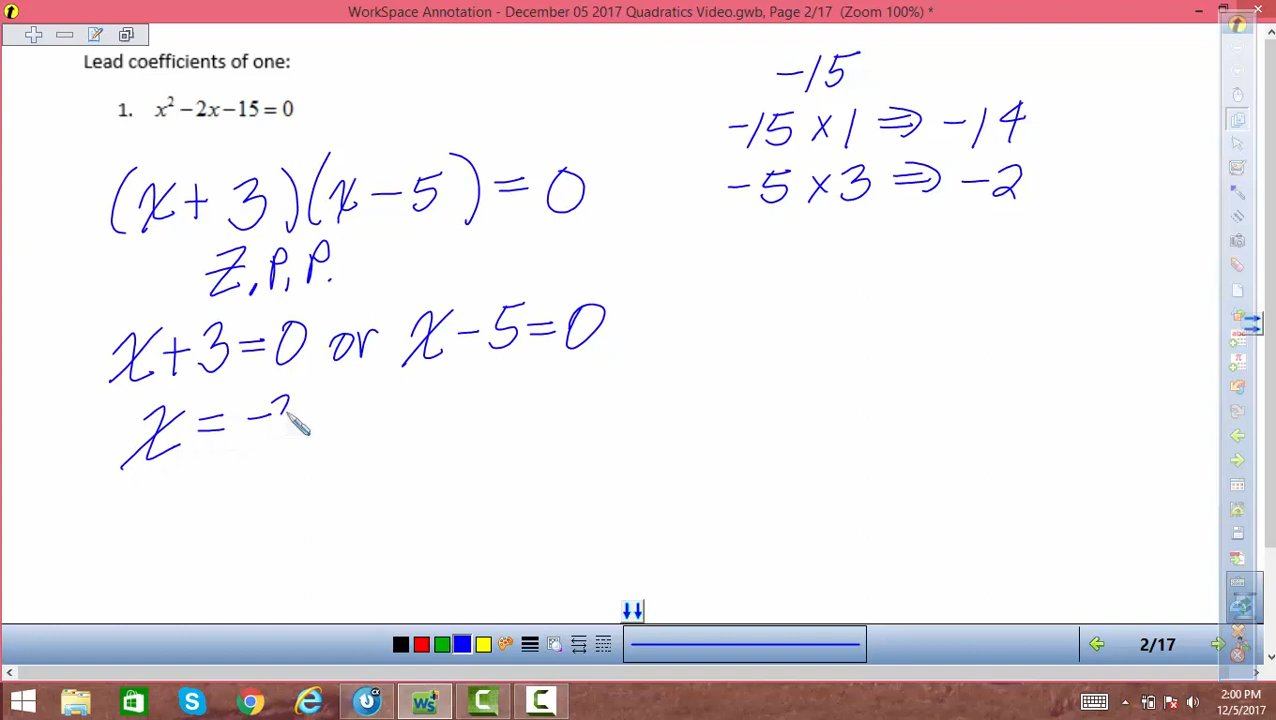 WorkSpace Annotation - December 05 2017 Quadratics Video.gwb, Page 2/17 (Zoom 100%) *
Lead coefficients of one:
1. x² − 2x − 15 = 0
(x + 3)(x − 5) = 0
Z.P.P.
x + 3 = 0 or x − 5 = 0
x = −
−15
−15 × 1 ⇒ −14
−5 × 3 ⇒ −2
2/17
2:00 PM
12/5/2017